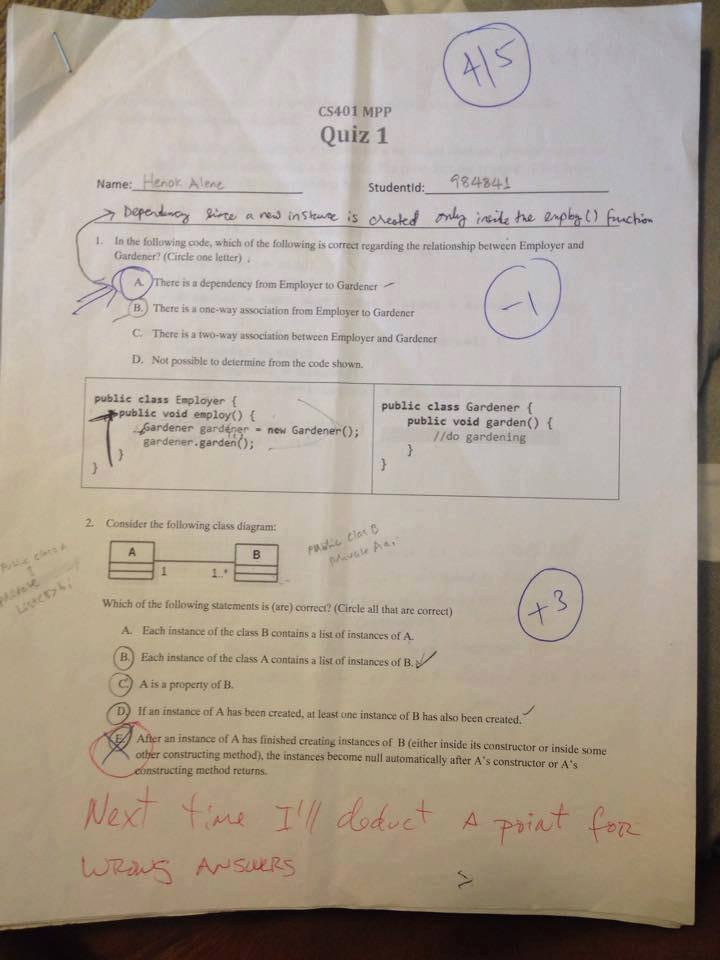 4/5
CS401 MPP
Quiz 1
Name: Henok Alene StudentId: 984841
Dependency since a new instance is created only inside the employ() function
1. In the following code, which of the following is correct regarding the relationship between Employer and
Gardener? (Circle one letter)
A. There is a dependency from Employer to Gardener
B. There is a one-way association from Employer to Gardener
C. There is a two-way association between Employer and Gardener
D. Not possible to determine from the code shown.
-1
public class Employer {
public void employ() {
Gardener gardener = new Gardener();
gardener.garden();
}
}
public class Gardener {
public void garden() {
//do gardening
}
}
2. Consider the following class diagram:
A B
1 1..*
public class B
private A a;
public class A
private
List<B> b;
Which of the following statements is (are) correct? (Circle all that are correct)
+3
A. Each instance of the class B contains a list of instances of A.
B. Each instance of the class A contains a list of instances of B.
C. A is a property of B.
D. If an instance of A has been created, at least one instance of B has also been created.
E. After an instance of A has finished creating instances of B (either inside its constructor or inside some
other constructing method), the instances become null automatically after A's constructor or A's
constructing method returns.
Next time I'll deduct a point for
wrong answers